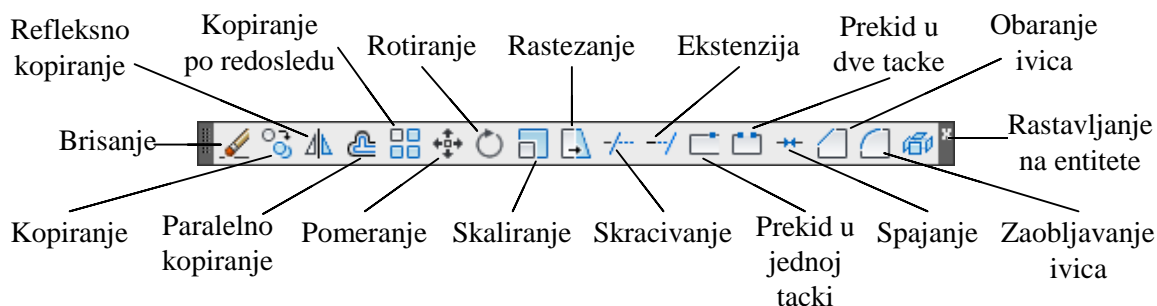 Refleksno
kopiranje
Kopiranje
po redosledu
Rotiranje
Rastezanje
Ekstenzija
Prekid u
dve tacke
Obaranje
ivica
Brisanje
Rastavljanje
na entitete
Kopiranje
Paralelno
kopiranje
Pomeranje
Skaliranje
Skracivanje
Prekid u
jednoj
tacki
Spajanje
Zaobljavanje
ivica